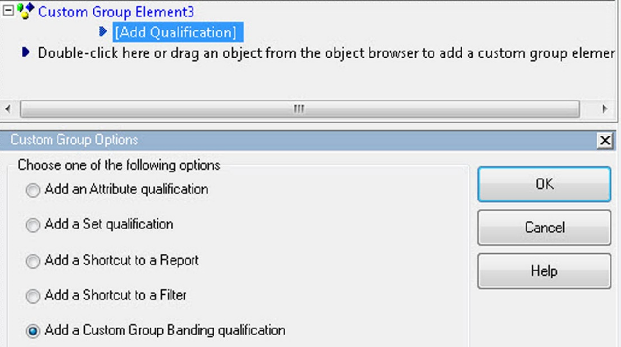 Custom Group Element3
[Add Qualification]
Double-click here or drag an object from the object browser to add a custom group elemer
Custom Group Options
Choose one of the following options
Add an Attribute qualification
Add a Set qualification
Add a Shortcut to a Report
Add a Shortcut to a Filter
Add a Custom Group Banding qualification
OK
Cancel
Help